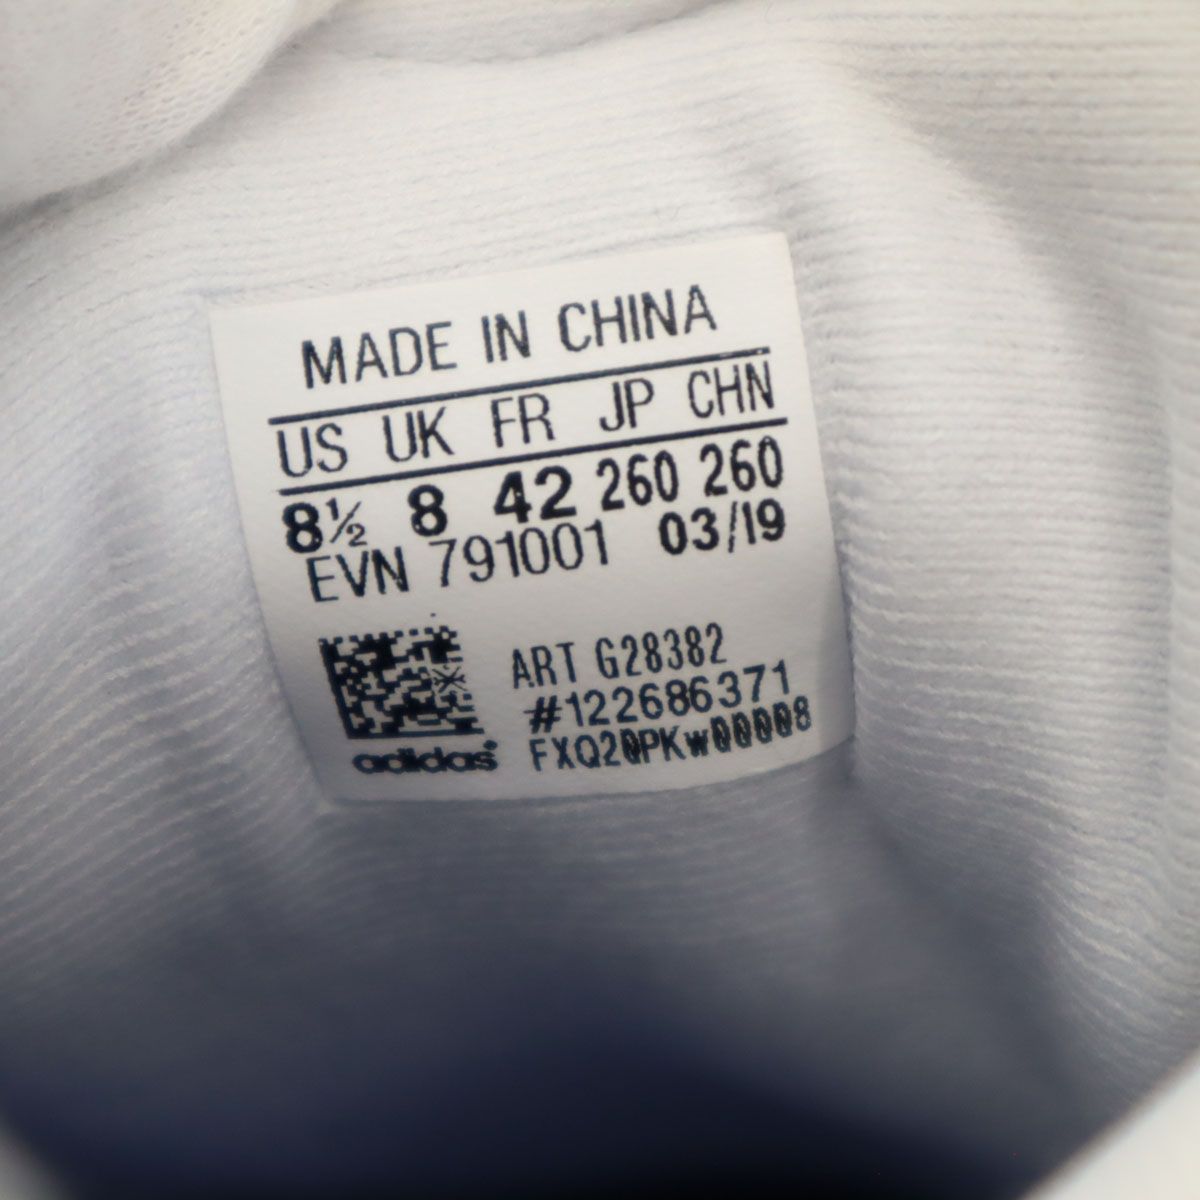 MADE IN CHINA
US UK FR JP CHN
8½ 8 42 260 260
EVN 791001 03/19
ART G28382
#122686371
FXQ20PKW00008
adidas